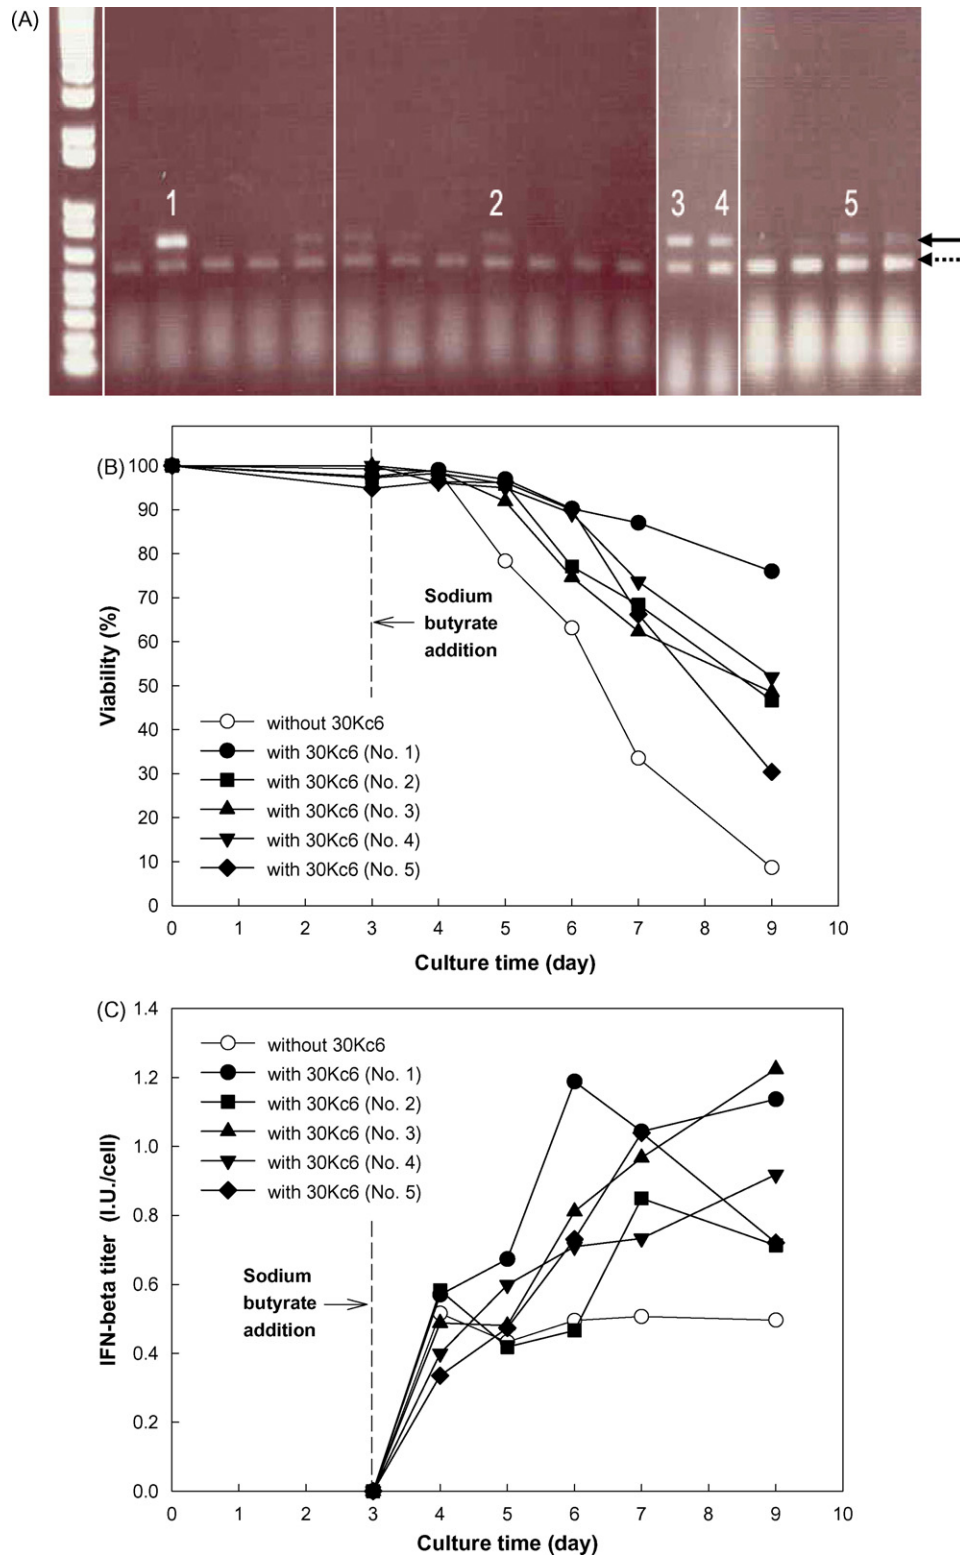 (A)
1 2 3 4 5
(B)
100
90
80
70
60
50
40
30
20
10
0
Viability (%)
Sodium
butyrate
addition
without 30Kc6
with 30Kc6 (No. 1)
with 30Kc6 (No. 2)
with 30Kc6 (No. 3)
with 30Kc6 (No. 4)
with 30Kc6 (No. 5)
0 1 2 3 4 5 6 7 8 9 10
Culture time (day)
(C)
1.4
1.2
1.0
0.8
0.6
0.4
0.2
0.0
IFN-beta titer (I.U./cell)
without 30Kc6
with 30Kc6 (No. 1)
with 30Kc6 (No. 2)
with 30Kc6 (No. 3)
with 30Kc6 (No. 4)
with 30Kc6 (No. 5)
Sodium
butyrate
addition
0 1 2 3 4 5 6 7 8 9 10
Culture time (day)